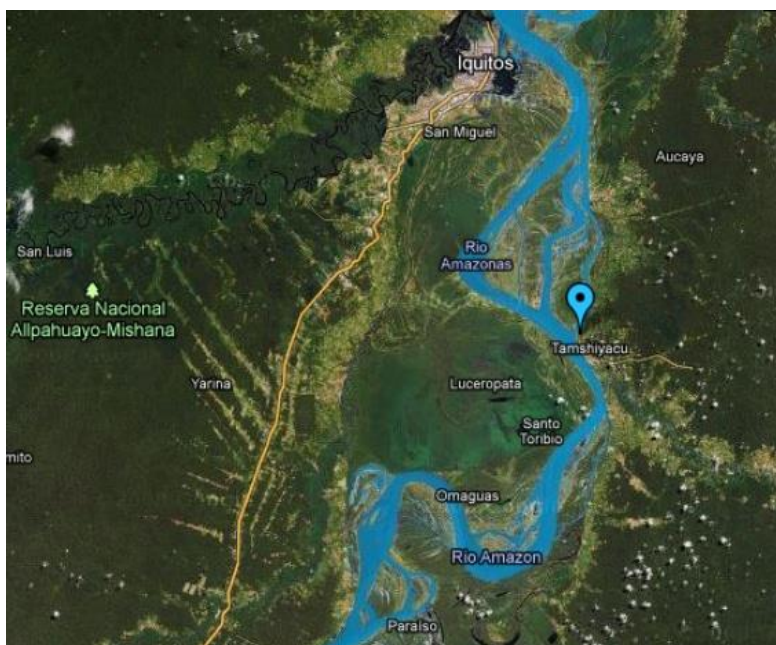 Iquitos
San Miguel
Aucaya
San Luis
Rio
Amazonas
Reserva Nacional
Allpahuayo-Mishana
Tamshiyacu
Yarina
Luceropata
Santo
Toribio
mito
Omaguas
Rio Amazon
Paraíso